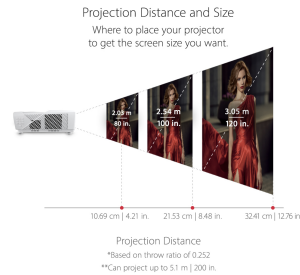 Projection Distance and Size
Where to place your projector
to get the screen size you want.
2.03 m
80 in.
2.54 m
100 in.
3.05 m
120 in.
10.69 cm | 4.21 in.
21.53 cm | 8.48 in.
32.41 cm | 12.76 in
Projection Distance
*Based on throw ratio of 0.252
**Can project up to 5.1 m | 200 in.